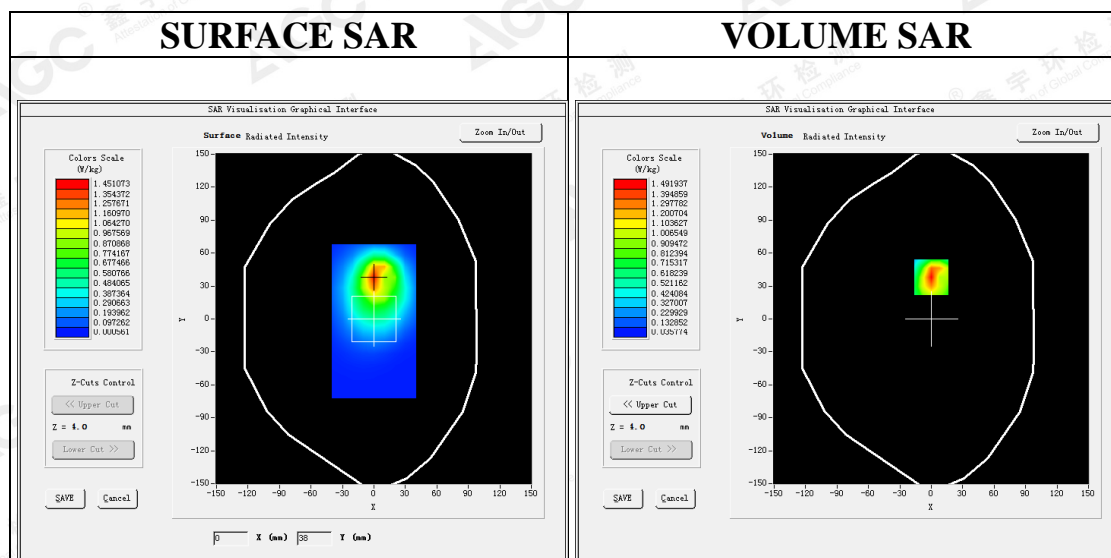 SURFACE SAR
VOLUME SAR
SAR Visualisation Graphical Interface
Surface Radiated Intensity
Zoom In/Out
Colors Scale
(W/kg)
1.451073
1.354372
1.257671
1.160970
1.064270
0.967569
0.870868
0.774167
0.677466
0.580766
0.484065
0.387364
0.290663
0.193962
0.097262
0.000561
150
120
90
60
30
0
-30
-60
-90
-120
-150
Y
-150 -120 -90 -60 -30 0 30 60 90 120 150
X
Z-Cuts Control
<< Upper Cut
Z = 4.0 mm
Lower Cut >>
SAVE
Cancel
0 X (mm) 38 Y (mm)
SAR Visualisation Graphical Interface
Volume Radiated Intensity
Zoom In/Out
Colors Scale
(W/kg)
1.491937
1.394859
1.297782
1.200704
1.103627
1.006549
0.909472
0.812394
0.715317
0.618239
0.521162
0.424084
0.327007
0.229929
0.132852
0.035774
150
120
90
60
30
0
-30
-60
-90
-120
-150
Y
-150 -120 -90 -60 -30 0 30 60 90 120 150
X
Z-Cuts Control
<< Upper Cut
Z = 4.0 mm
Lower Cut >>
SAVE
Cancel